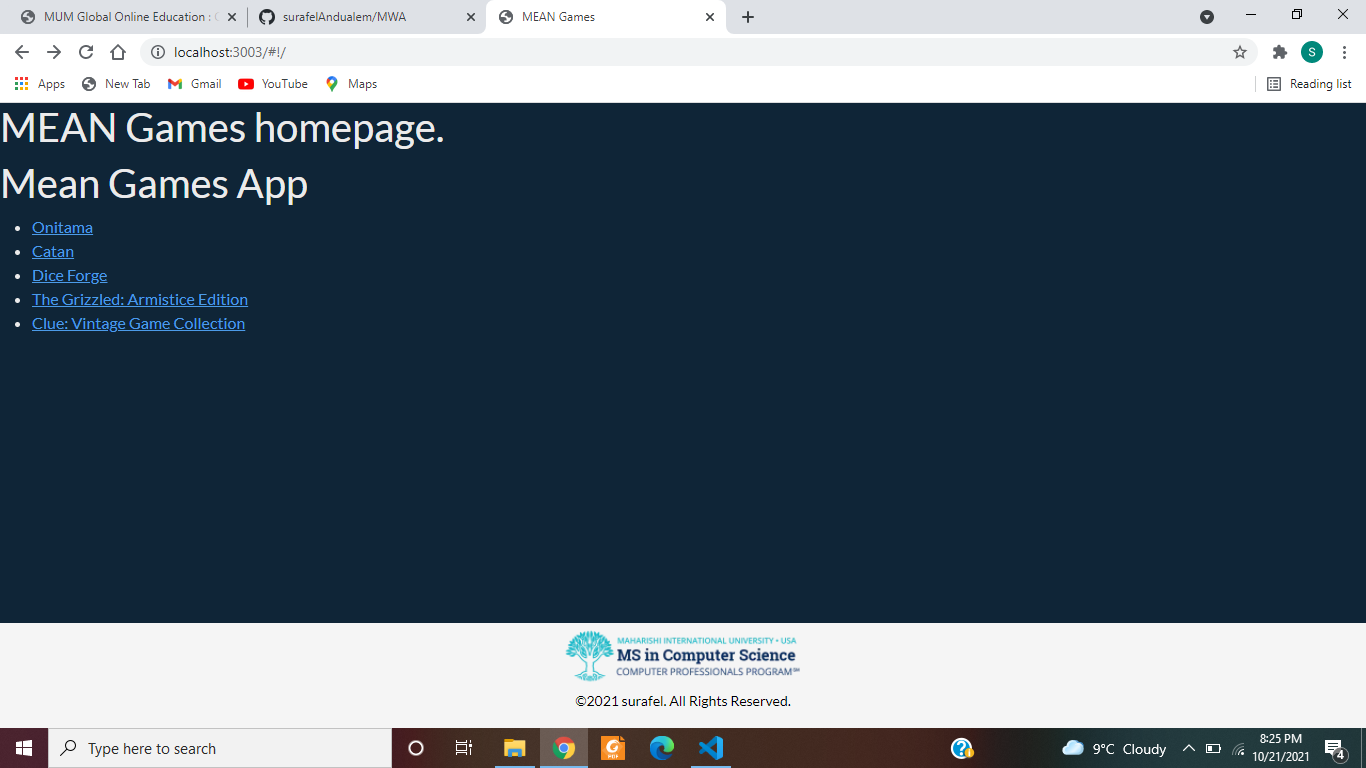 MUM Global Online Education :
surafelAndualem/MWA
MEAN Games
localhost:3003/#!/
S
Apps
New Tab
Gmail
YouTube
Maps
Reading list
MEAN Games homepage.
Mean Games App
Onitama
Catan
Dice Forge
The Grizzled: Armistice Edition
Clue: Vintage Game Collection
MAHARISHI INTERNATIONAL UNIVERSITY • USA
MS in Computer Science
COMPUTER PROFESSIONALS PROGRAM℠
©2021 surafel. All Rights Reserved.
Type here to search
9°C Cloudy
8:25 PM
10/21/2021
4